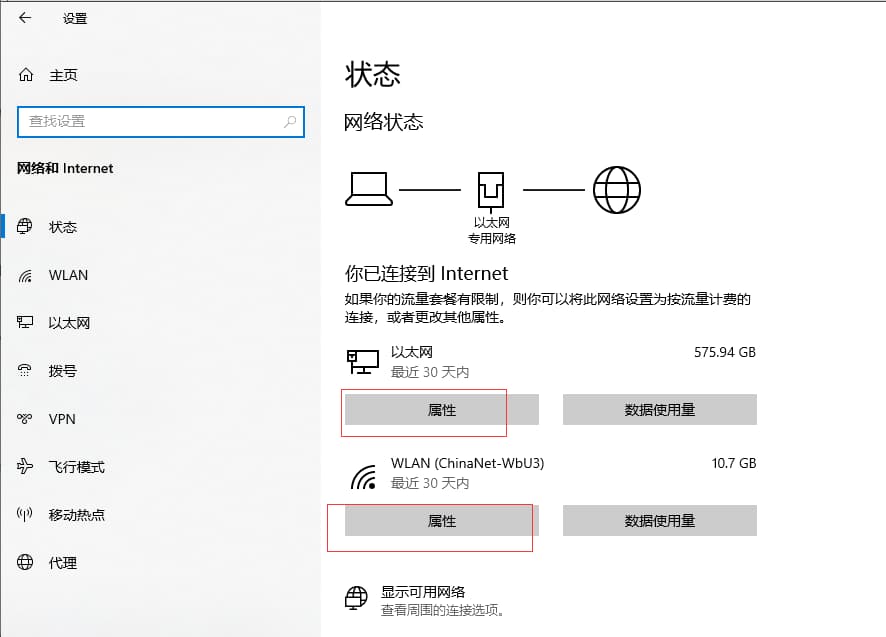 设置
主页
查找设置
网络和 Internet
状态
WLAN
以太网
拨号
VPN
飞行模式
移动热点
代理
状态
网络状态
以太网
专用网络
你已连接到 Internet
如果你的流量套餐有限制，则你可以将此网络设置为按流量计费的
连接，或者更改其他属性。
以太网
575.94 GB
最近 30 天内
属性
数据使用量
WLAN (ChinaNet-WbU3)
10.7 GB
最近 30 天内
属性
数据使用量
显示可用网络
查看周围的连接选项。